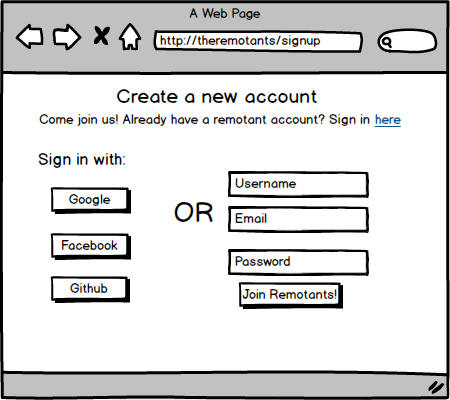 A Web Page
http://theremotants/signup
Create a new account
Come join us! Already have a remotant account? Sign in here
Sign in with:
Google
Facebook
Github
OR
Username
Email
Password
Join Remotants!